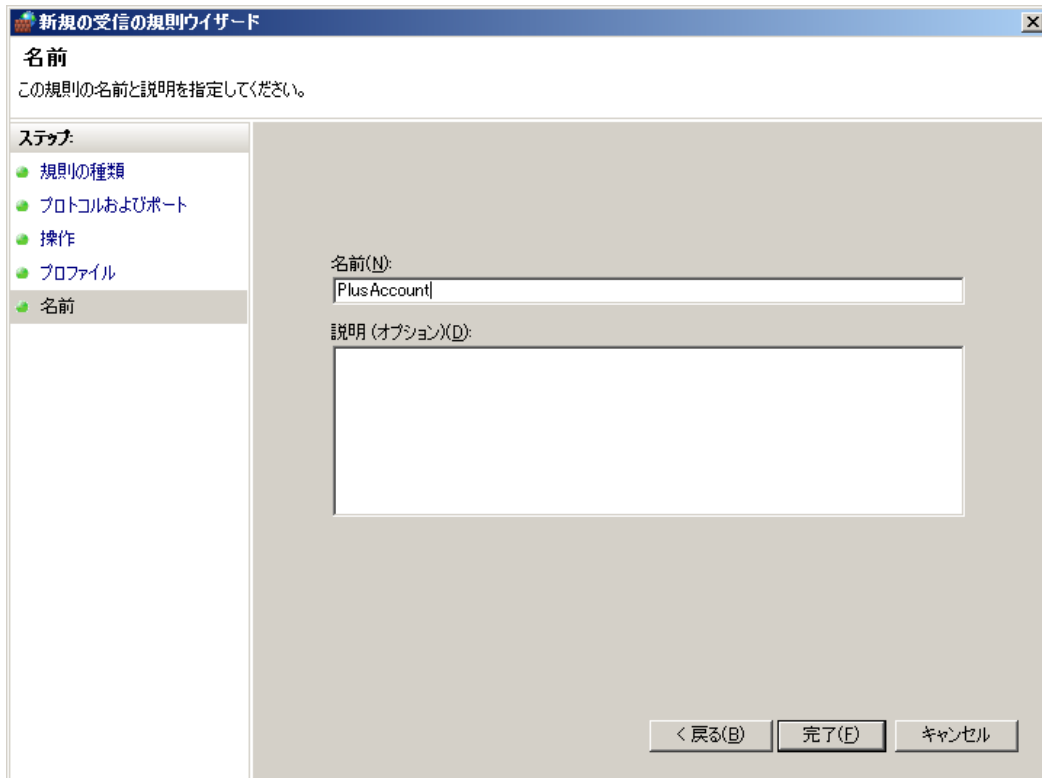 新規の受信の規則ウィザード
名前
この規則の名前と説明を指定してください。
ステップ:
規則の種類
プロトコルおよびポート
操作
プロファイル
名前
名前(N):
PlusAccount
説明 (オプション)(D):
< 戻る(B)
完了(F)
キャンセル